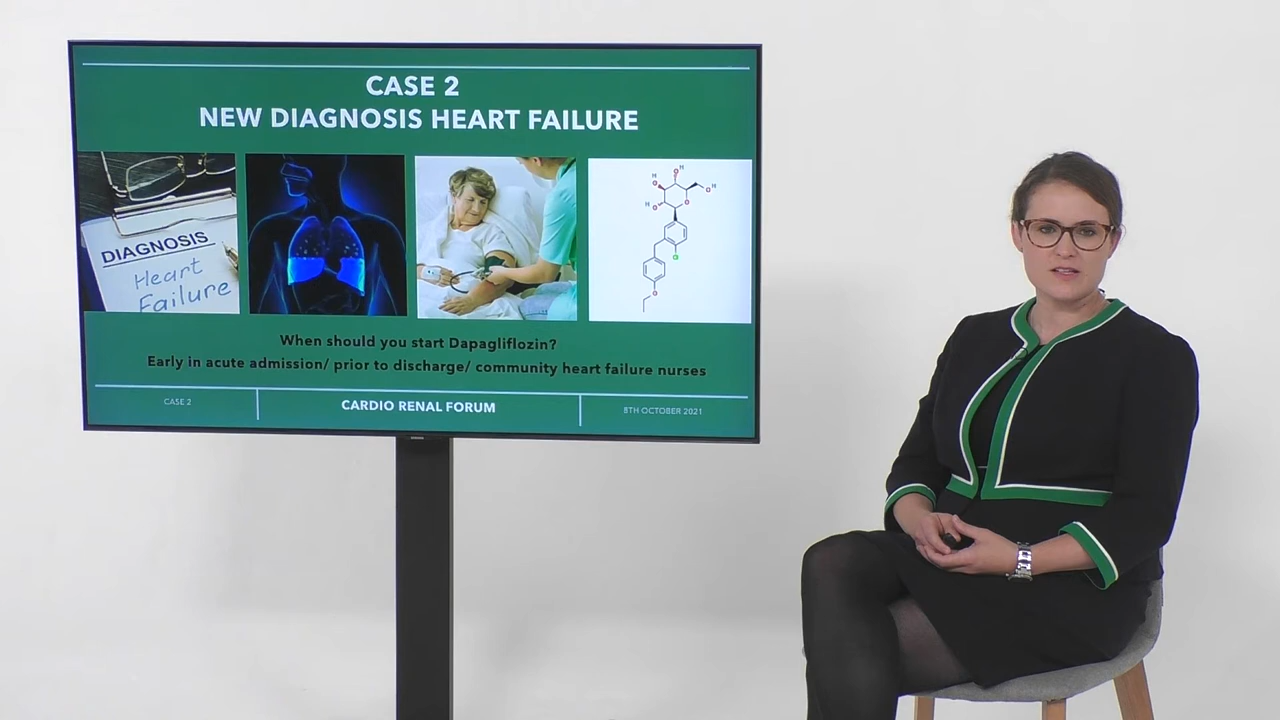 CASE 2
NEW DIAGNOSIS HEART FAILURE
DIAGNOSIS
Heart
Failure
H
H
O
O
H
O
O
H
H
O
Cl
O
When should you start Dapagliflozin?
Early in acute admission/ prior to discharge/ community heart failure nurses
CASE 2
CARDIO RENAL FORUM
8TH OCTOBER 2021